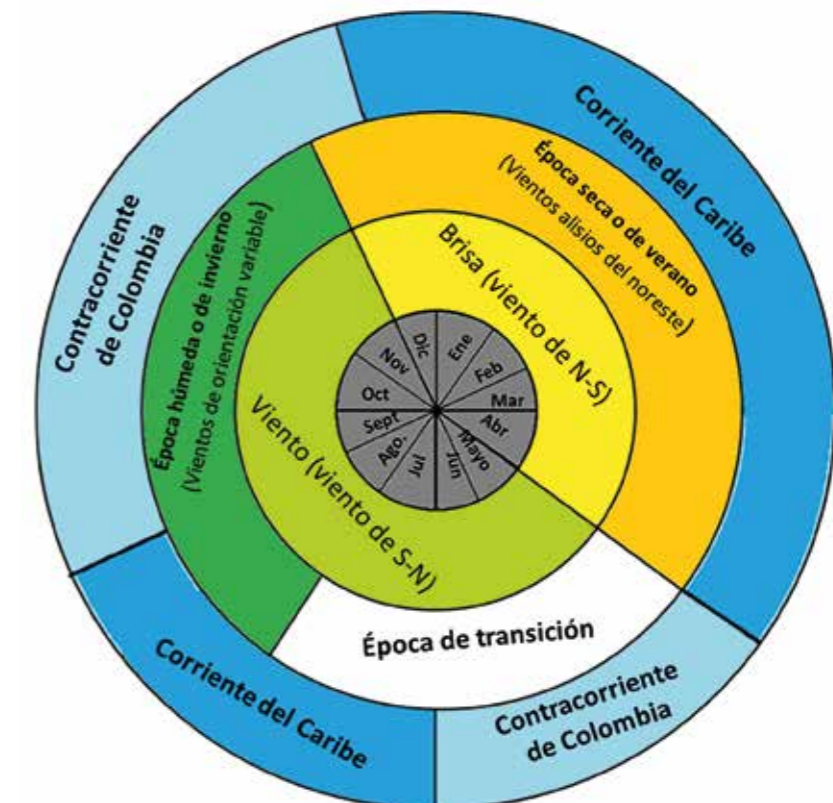 Corriente del Caribe
Contracorriente
de Colombia
Corriente del Caribe
Contracorriente
de Colombia
Época seca o de verano
(Vientos alisios del noreste)
Época de transición
Época húmeda o de invierno
(Vientos de orientación variable)
Brisa (viento de N-S)
Viento (viento de S-N)
Ene
Feb
Mar
Abr
Mayo
Jun
Jul
Ago.
Sept
Oct
Nov
Dic